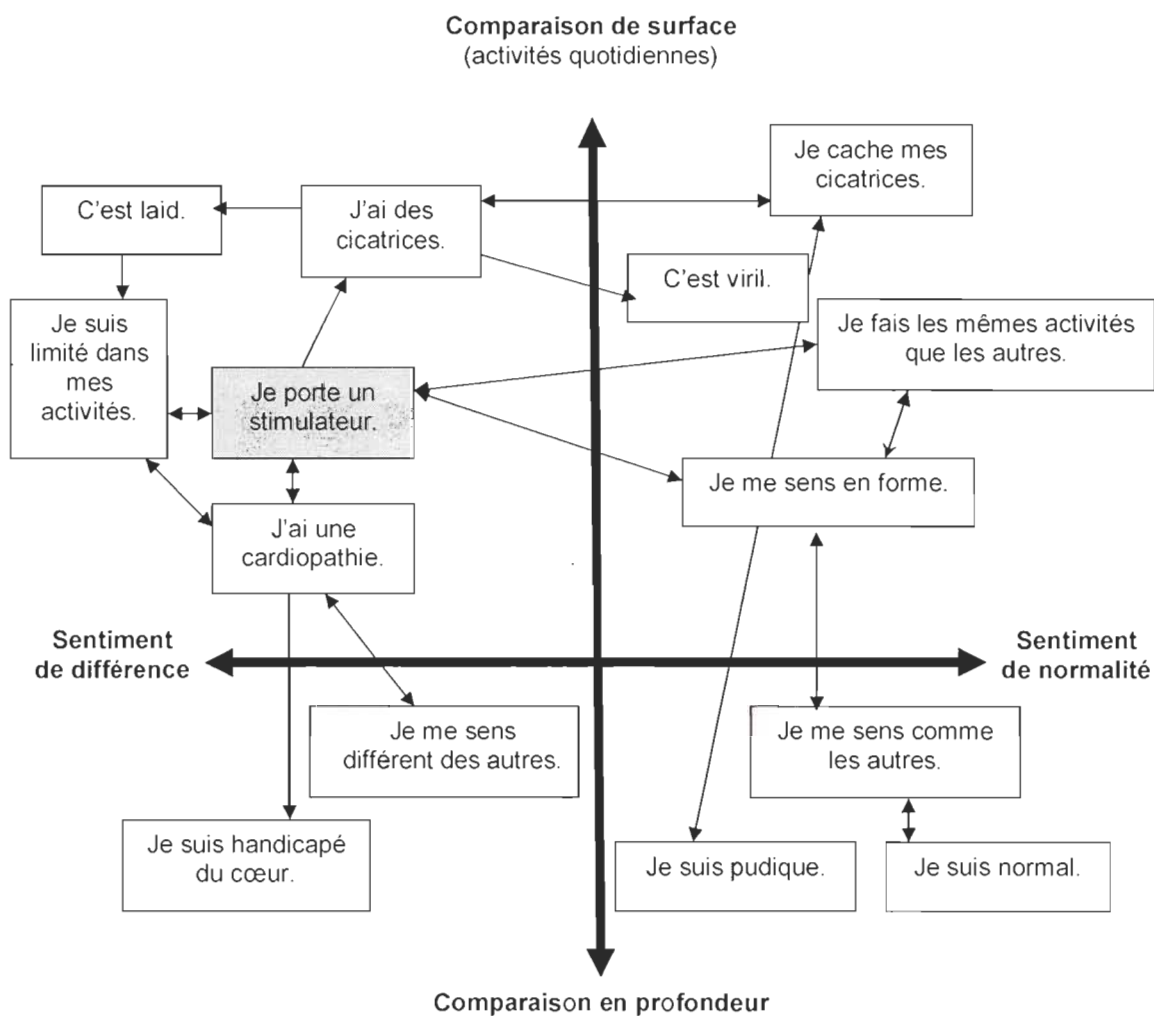 Comparaison de surface
(activités quotidiennes)
Je cache mes
cicatrices.
C'est laid.
J'ai des
cicatrices.
C'est viril.
Je suis
limité dans
mes
activités.
Je fais les mêmes activités
que les autres.
Je porte un
stimulateur.
Je me sens en forme.
J'ai une
cardiopathie.
Sentiment
de différence
Sentiment
de normalité
Je me sens
différent des autres.
Je me sens comme
les autres.
Je suis handicapé
du cœur.
Je suis pudique.
Je suis normal.
Comparaison en profondeur